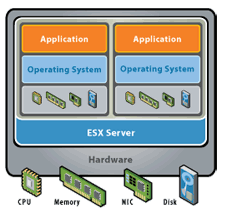 Application Application
Operating System Operating System
ESX Server
Hardware
CPU Memory NIC Disk